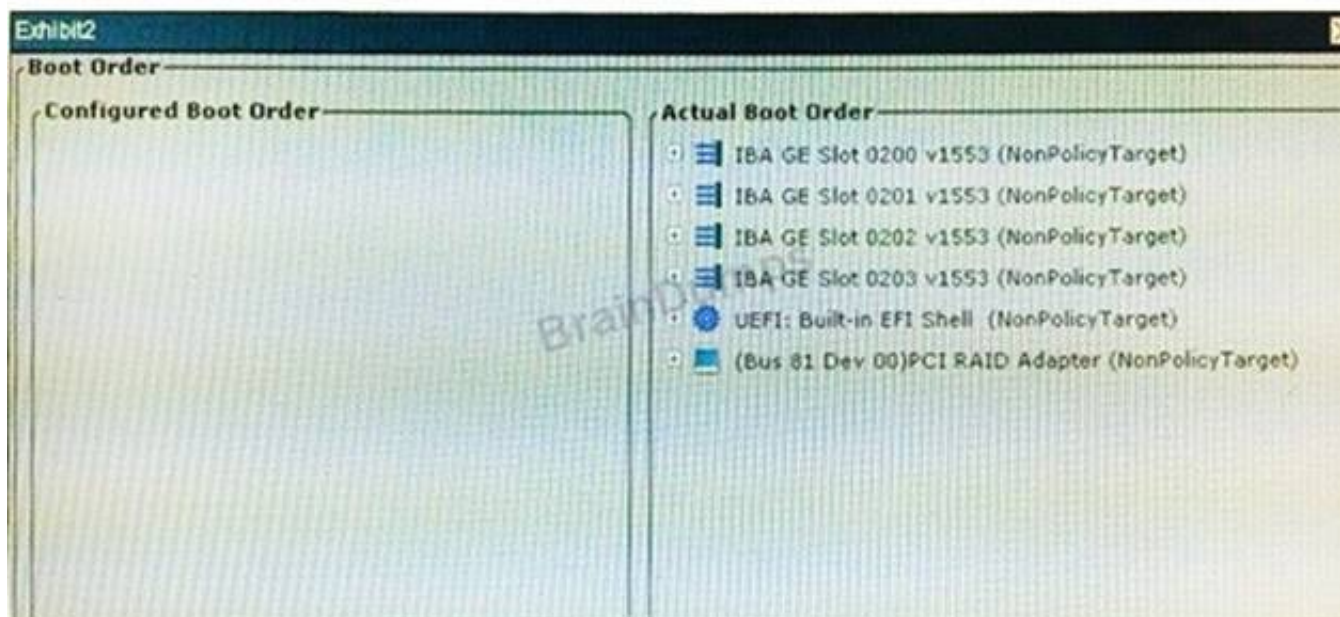 Exhibit2
Boot Order
Configured Boot Order
Actual Boot Order
IBA GE Slot 0200 v1553 (NonPolicyTarget)
IBA GE Slot 0201 v1553 (NonPolicyTarget)
IBA GE Slot 0202 v1553 (NonPolicyTarget)
IBA GE Slot 0203 v1553 (NonPolicyTarget)
UEFI: Built-in EFI Shell (NonPolicyTarget)
(Bus 81 Dev 00)PCI RAID Adapter (NonPolicyTarget)
BrainDumps